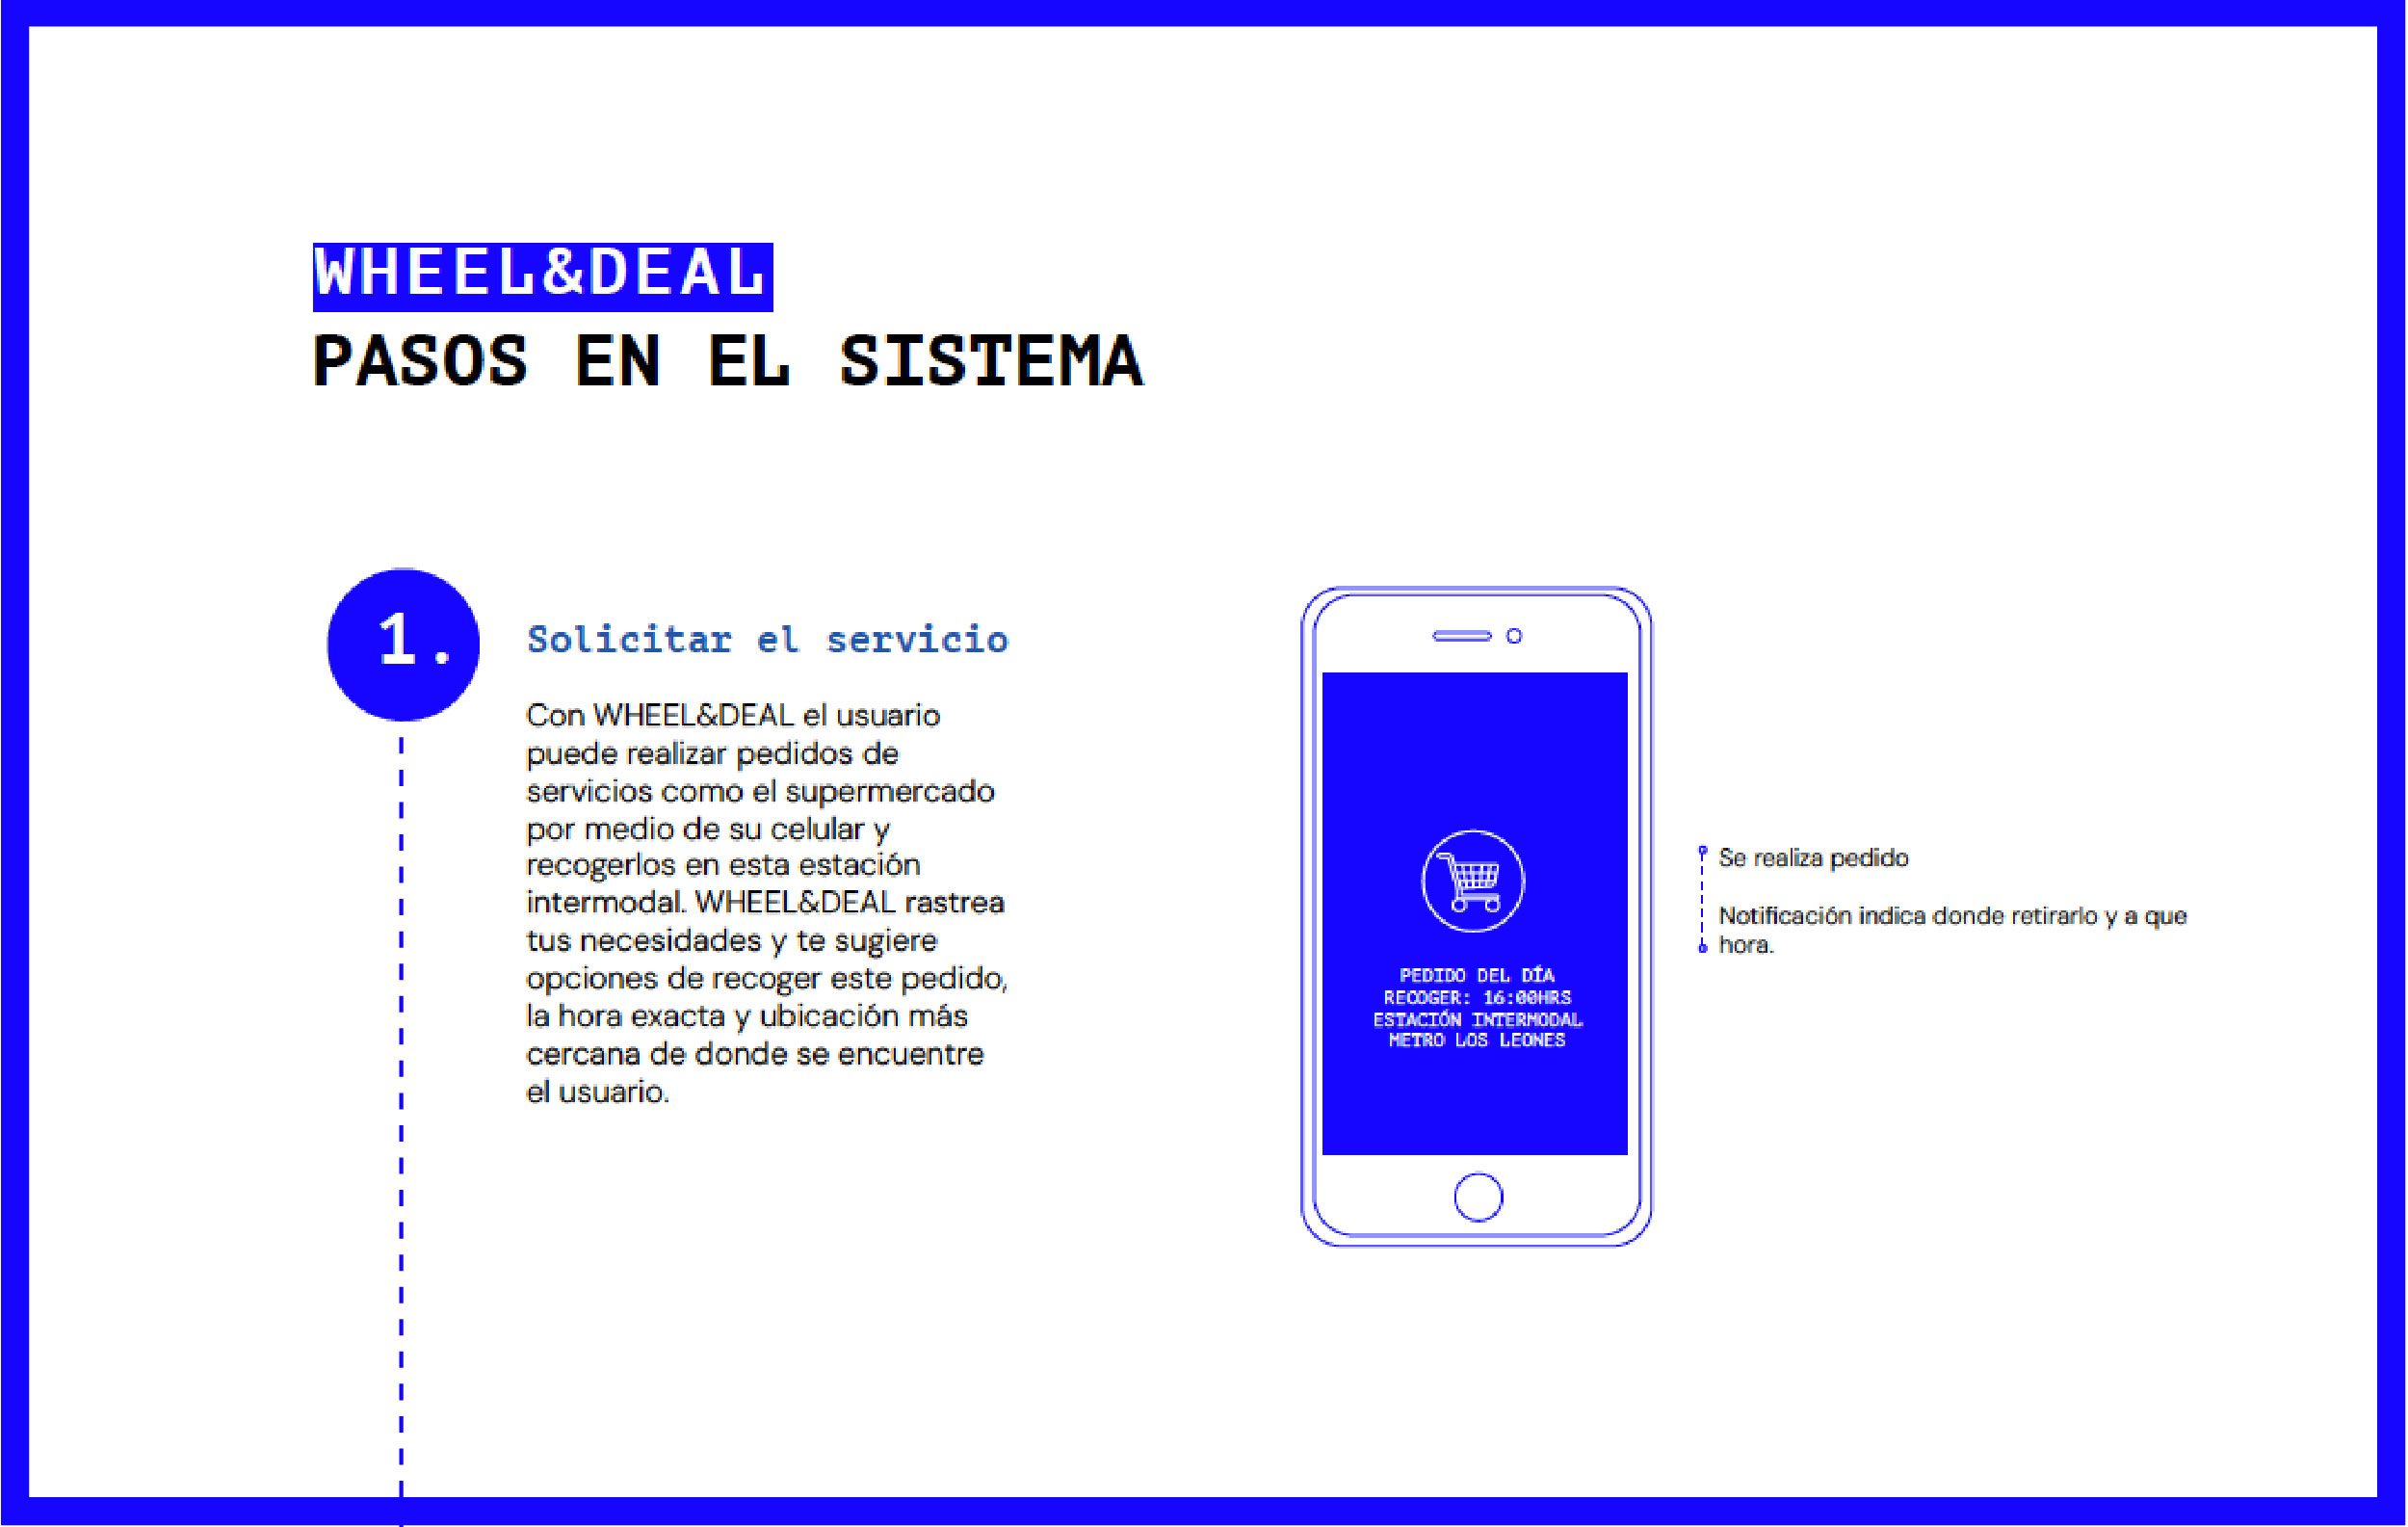 WHEEL&DEAL
PASOS EN EL SISTEMA
1.
Solicitar el servicio
Con WHEEL&DEAL el usuario
puede realizar pedidos de
servicios como el supermercado
por medio de su celular y
recogerlos en esta estación
intermodal. WHEEL&DEAL rastrea
tus necesidades y te sugiere
opciones de recoger este pedido,
la hora exacta y ubicación más
cercana de donde se encuentre
el usuario.
PEDIDO DEL DÍA
RECOGER: 16:00HRS
ESTACIÓN INTERMODAL
METRO LOS LEONES
Se realiza pedido
Notificación indica donde retirarlo y a que
hora.